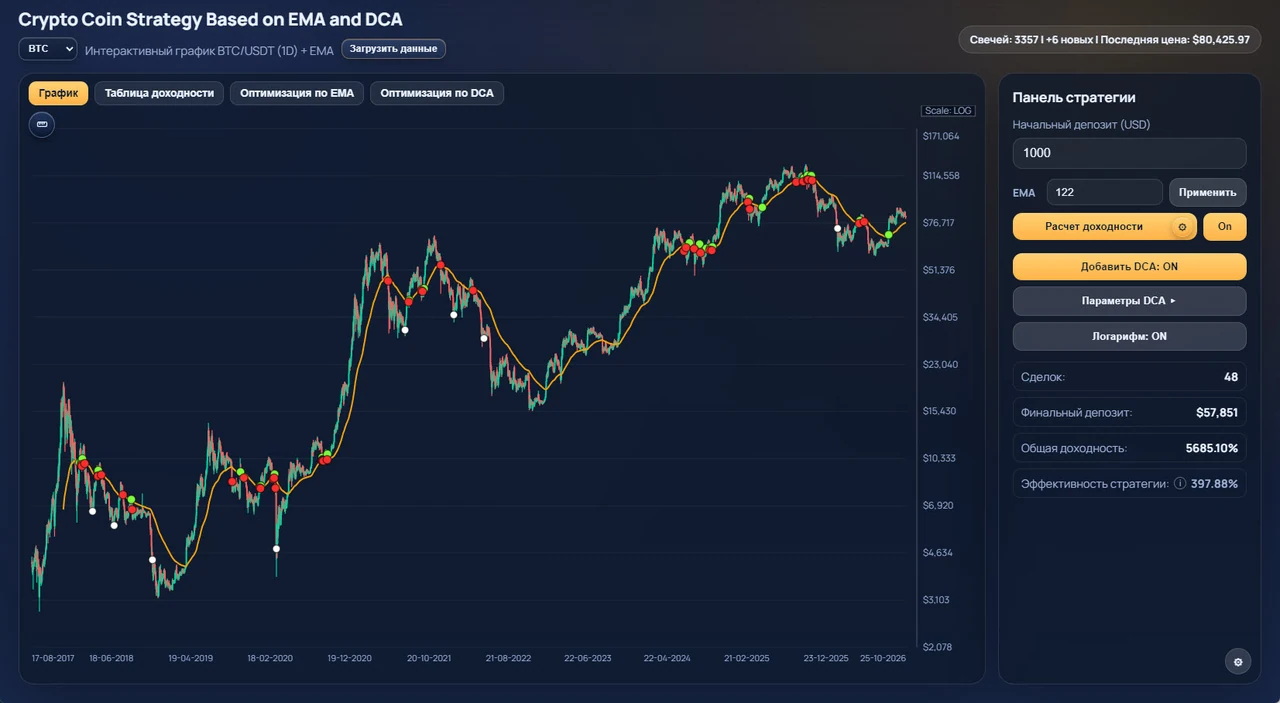 Crypto Coin Strategy Based on EMA and DCA
BTC
Интерактивный график BTC/USDT (1D) + EMA
Загрузить данные
Свечей: 3357 | +6 новых | Последняя цена: $80,425.97
График
Таблица доходности
Оптимизация по EMA
Оптимизация по DCA
Scale: LOG
$171,064
$114,558
$76,717
$51,376
$34,405
$23,040
$15,430
$10,333
$6,920
$4,634
$3,103
$2,078
17-08-2017
18-06-2018
19-04-2019
18-02-2020
19-12-2020
20-10-2021
21-08-2022
22-06-2023
22-04-2024
21-02-2025
23-12-2025
25-10-2026
Панель стратегии
Начальный депозит (USD)
1000
EMA
122
Применить
Расчет доходности
On
Добавить DCA: ON
Параметры DCA ▸
Логарифм: ON
Сделок: 48
Финальный депозит: $57,851
Общая доходность: 5685.10%
Эффективность стратегии: i 397.88%